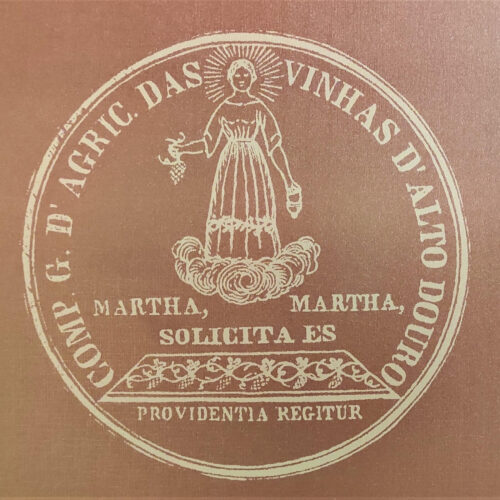 COMP. G. D' AGRIC. DAS VINHAS D'ALTO DOURO
MARTHA, MARTHA,
SOLICITA ES
PROVIDENTIA REGITUR